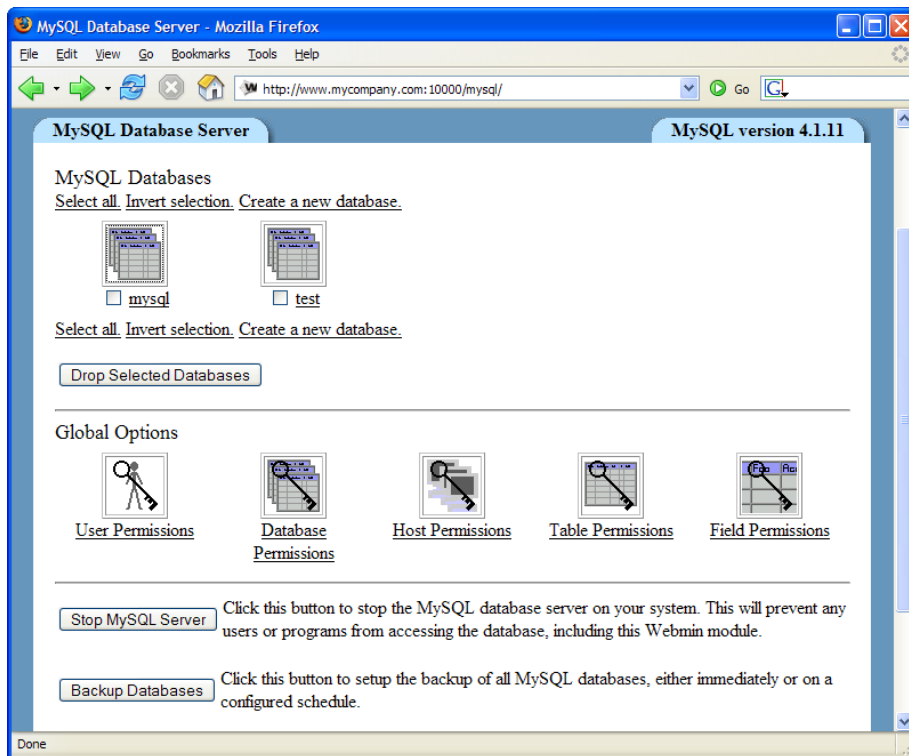 MySQL Database Server - Mozilla Firefox
File Edit View Go Bookmarks Tools Help
http://www.mycompany.com:10000/mysql/ Go G
MySQL Database Server MySQL version 4.1.11
MySQL Databases
Select all. Invert selection. Create a new database.
mysql test
Select all. Invert selection. Create a new database.
Drop Selected Databases
Global Options
Foo
User Permissions Database Permissions Host Permissions Table Permissions Field Permissions
Stop MySQL Server Click this button to stop the MySQL database server on your system. This will prevent any
users or programs from accessing the database, including this Webmin module.
Backup Databases Click this button to setup the backup of all MySQL databases, either immediately or on a
configured schedule.
Done